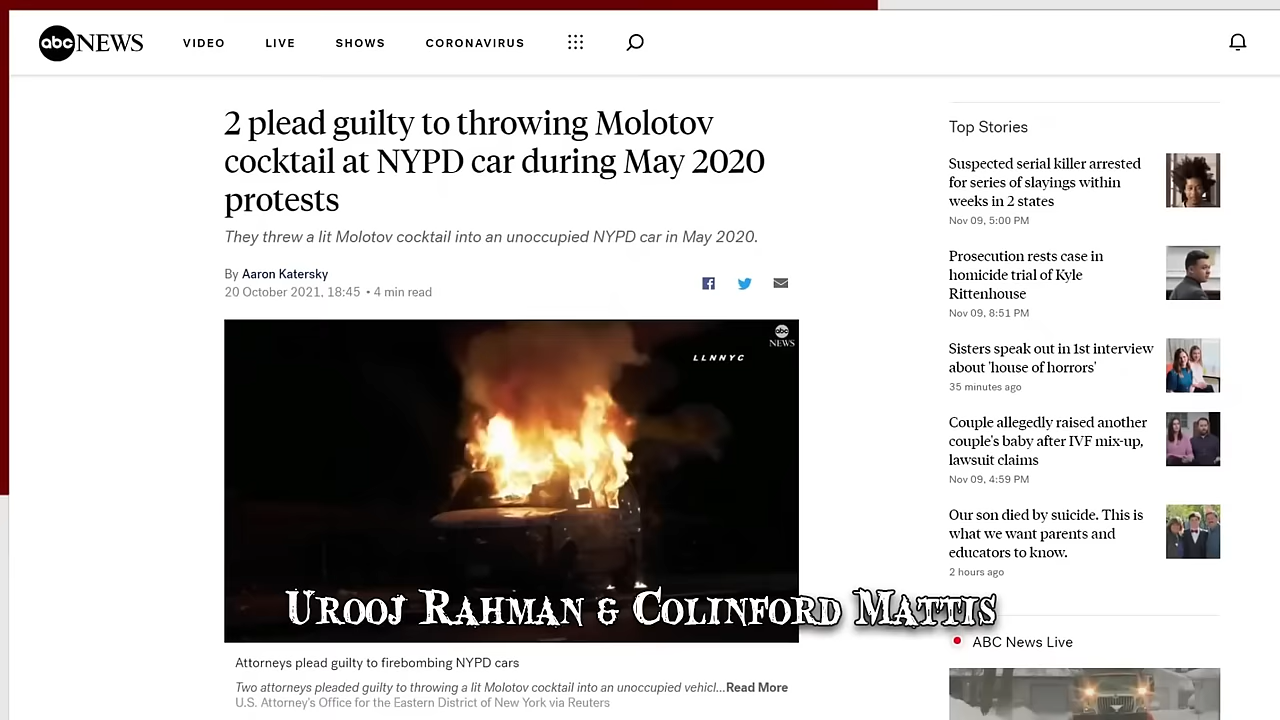 abc NEWS
VIDEO
LIVE
SHOWS
CORONAVIRUS
2 plead guilty to throwing Molotov
cocktail at NYPD car during May 2020
protests
They threw a lit Molotov cocktail into an unoccupied NYPD car in May 2020.
By Aaron Katersky
20 October 2021, 18:45 • 4 min read
abc
NEWS
LLNNYC
UROOJ RAHMAN & COLINFORD MATTIS
Attorneys plead guilty to firebombing NYPD cars
Two attorneys pleaded guilty to throwing a lit Molotov cocktail into an unoccupied vehicl...Read More
U.S. Attorney's Office for the Eastern District of New York via Reuters
Top Stories
Suspected serial killer arrested
for series of slayings within
weeks in 2 states
Nov 09, 5:00 PM
Prosecution rests case in
homicide trial of Kyle
Rittenhouse
Nov 09, 8:51 PM
Sisters speak out in 1st interview
about 'house of horrors'
35 minutes ago
Couple allegedly raised another
couple's baby after IVF mix-up,
lawsuit claims
Nov 09, 4:59 PM
Our son died by suicide. This is
what we want parents and
educators to know.
2 hours ago
ABC News Live